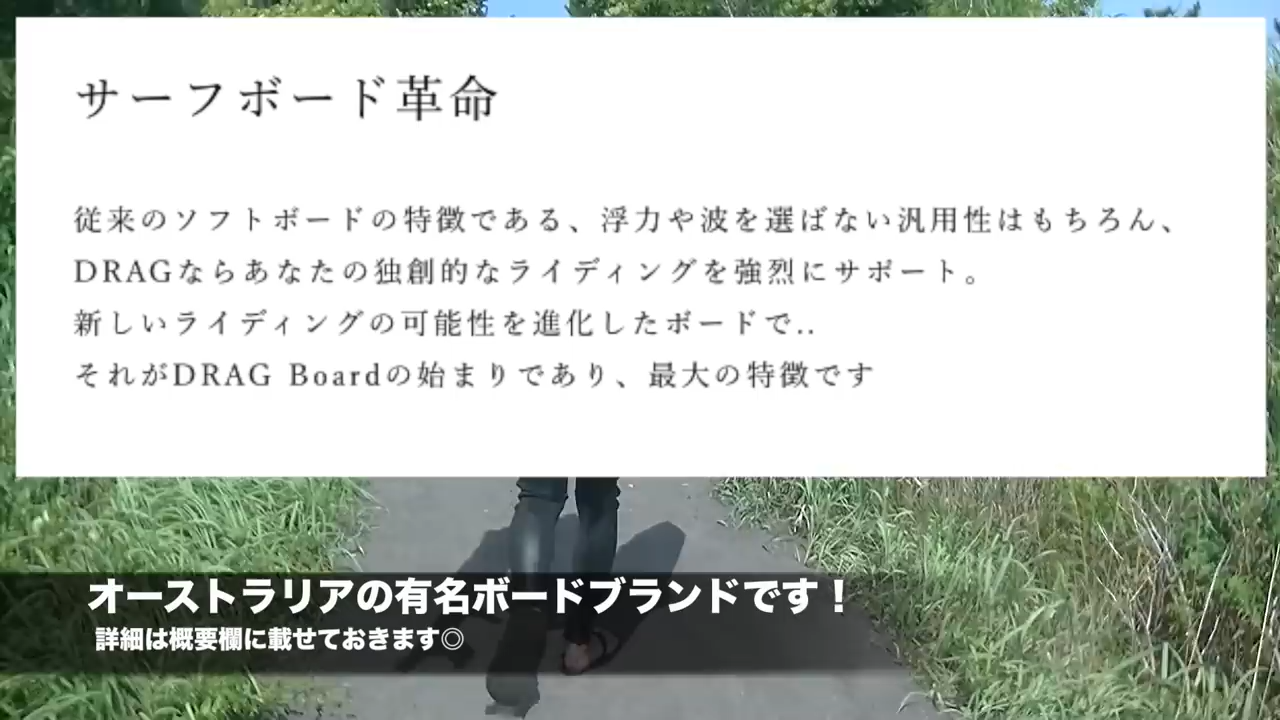 サーフボード革命
従来のソフトボードの特徴である、浮力や波を選ばない汎用性はもちろん、
DRAGならあなたの独創的なライディングを強烈にサポート。
新しいライディングの可能性を進化したボードで..
それがDRAG Boardの始まりであり、最大の特徴です
オーストラリアの有名ボードブランドです！
詳細は概要欄に載せておきます◎